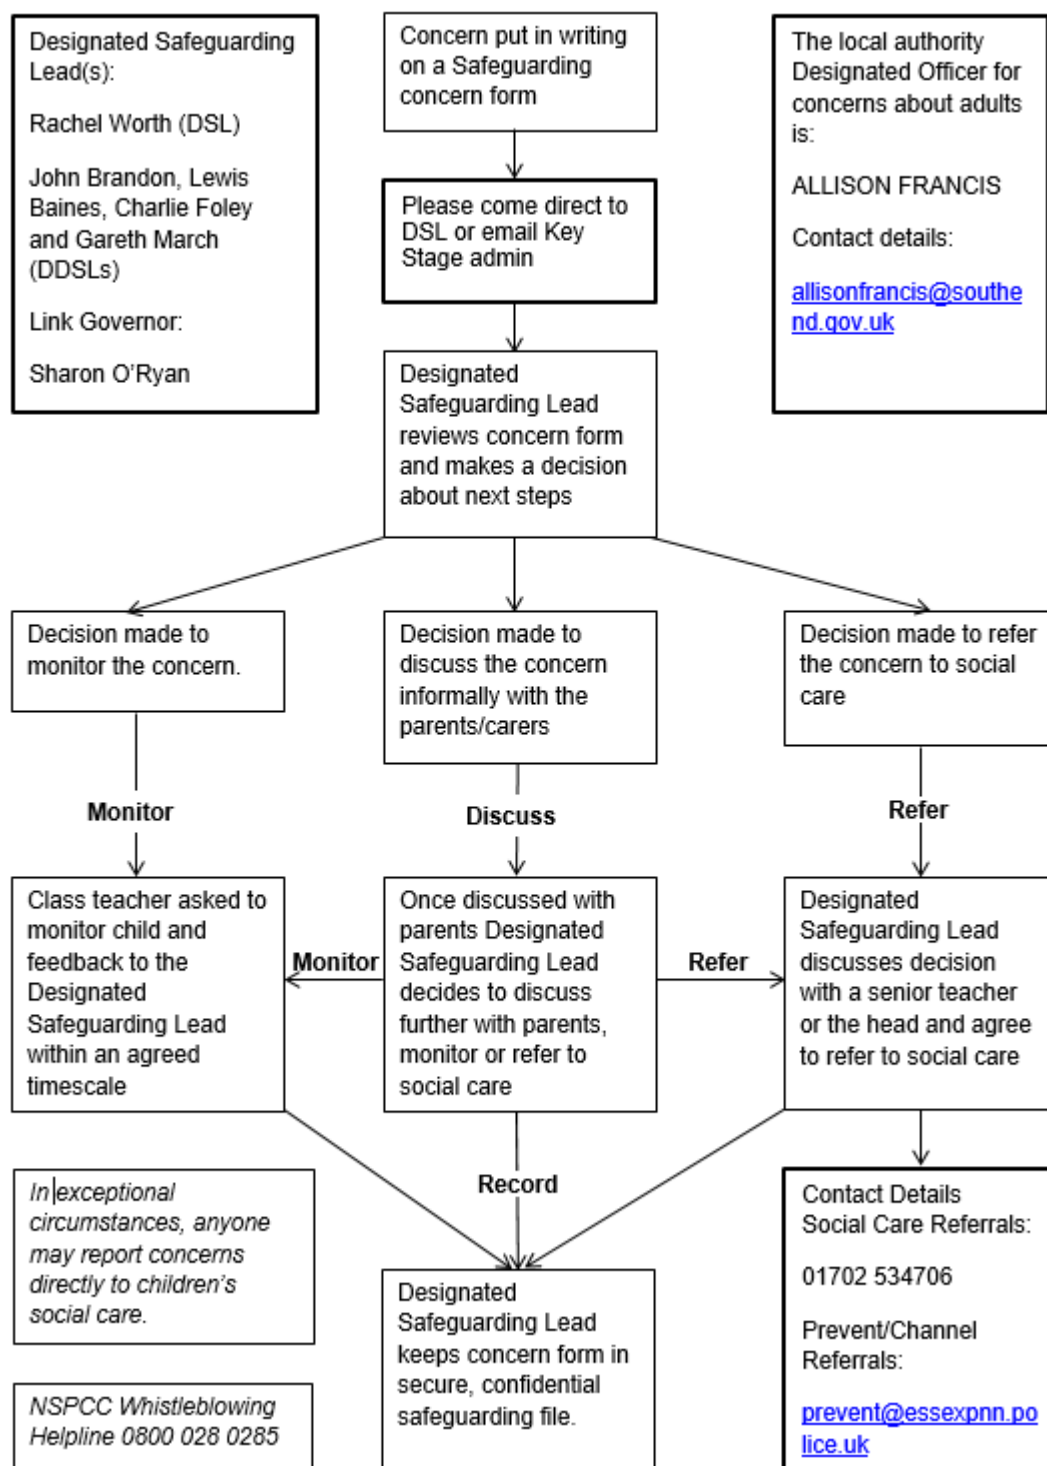 Designated Safeguarding
Lead(s):
Rachel Worth (DSL)
John Brandon, Lewis
Baines, Charlie Foley
and Gareth March
(DDSLs)
Link Governor:
Sharon O'Ryan
Concern put in writing
on a Safeguarding
concern form
The local authority
Designated Officer for
concerns about adults
is:
ALLISON FRANCIS
Contact details:
allisonfrancis@southe
nd.gov.uk
Please come direct to
DSL or email Key
Stage admin
Designated
Safeguarding Lead
reviews concern form
and makes a decision
about next steps
Decision made to
monitor the concern.
Decision made to
discuss the concern
informally with the
parents/carers
Decision made to refer
the concern to social
care
Monitor
Discuss
Refer
Class teacher asked to
monitor child and
feedback to the
Designated
Safeguarding Lead
within an agreed
timescale
Monitor
Once discussed with
parents Designated
Safeguarding Lead
decides to discuss
further with parents,
monitor or refer to
social care
Refer
Designated
Safeguarding Lead
discusses decision
with a senior teacher
or the head and agree
to refer to social care
Record
In exceptional
circumstances, anyone
may report concerns
directly to children's
social care.
NSPCC Whistleblowing
Helpline 0800 028 0285
Designated
Safeguarding Lead
keeps concern form in
secure, confidential
safeguarding file.
Contact Details
Social Care Referrals:
01702 534706
Prevent/Channel
Referrals:
prevent@essexpnn.po
lice.uk